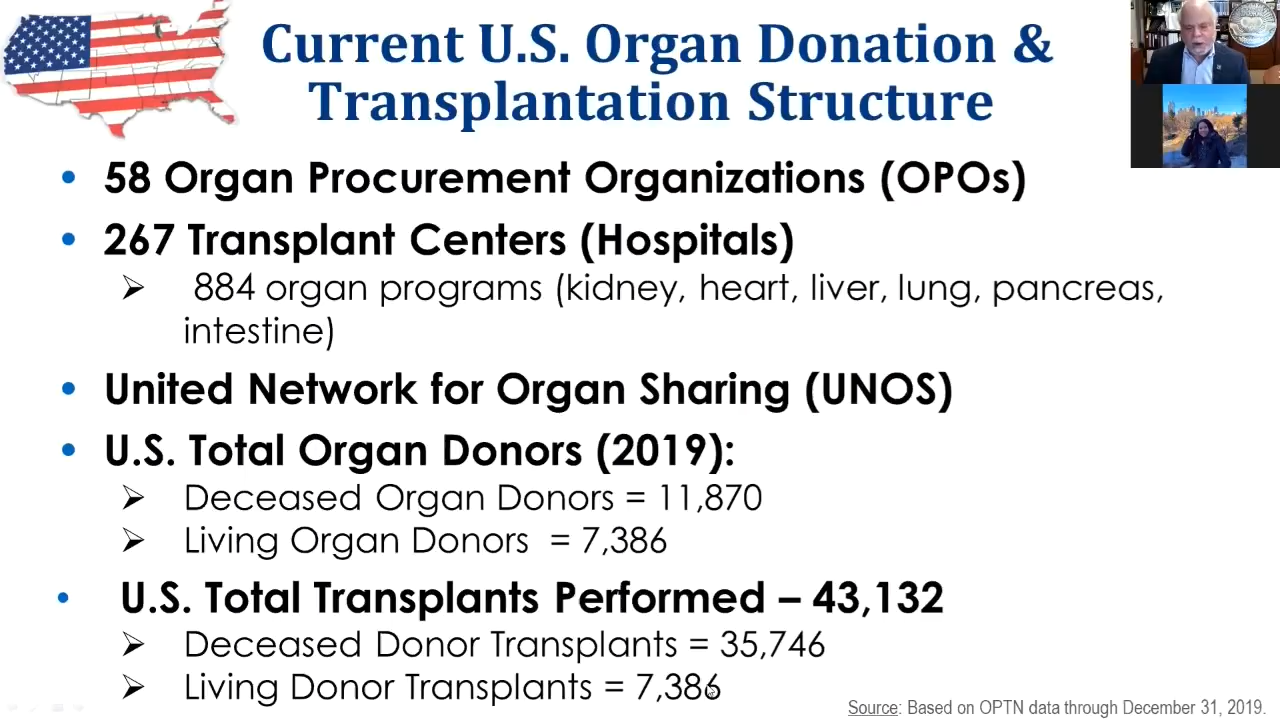 Current U.S. Organ Donation &
Transplantation Structure
• 58 Organ Procurement Organizations (OPOs)
• 267 Transplant Centers (Hospitals)
➢ 884 organ programs (kidney, heart, liver, lung, pancreas,
intestine)
• United Network for Organ Sharing (UNOS)
• U.S. Total Organ Donors (2019):
➢ Deceased Organ Donors = 11,870
➢ Living Organ Donors = 7,386
• U.S. Total Transplants Performed – 43,132
➢ Deceased Donor Transplants = 35,746
➢ Living Donor Transplants = 7,386
Source: Based on OPTN data through December 31, 2019.